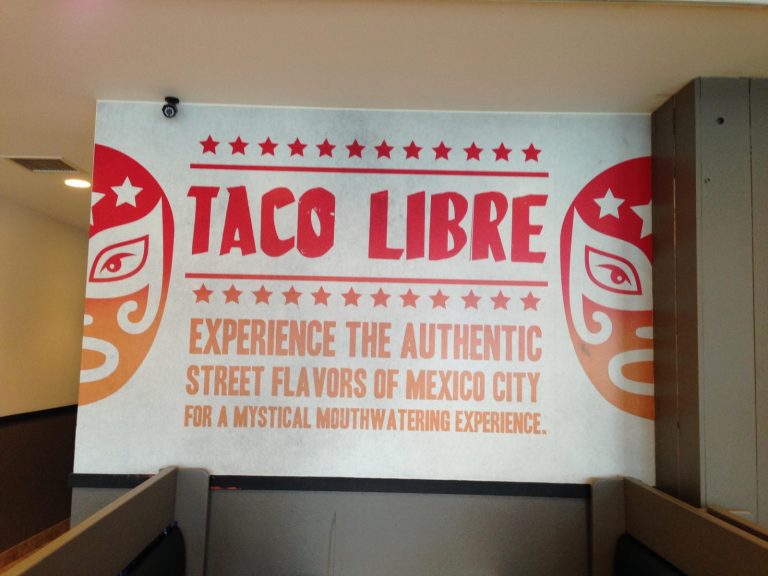 TACO LIBRE
EXPERIENCE THE AUTHENTIC
STREET FLAVORS OF MEXICO CITY
FOR A MYSTICAL MOUTHWATERING EXPERIENCE.